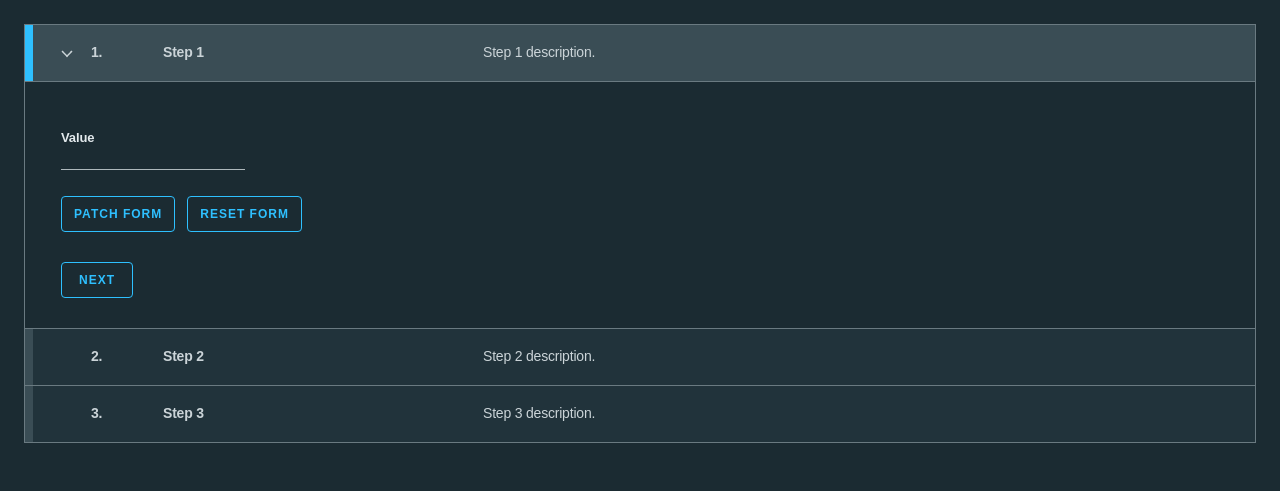 1. Step 1 Step 1 description.
Value
PATCH FORM RESET FORM
NEXT
2. Step 2 Step 2 description.
3. Step 3 Step 3 description.